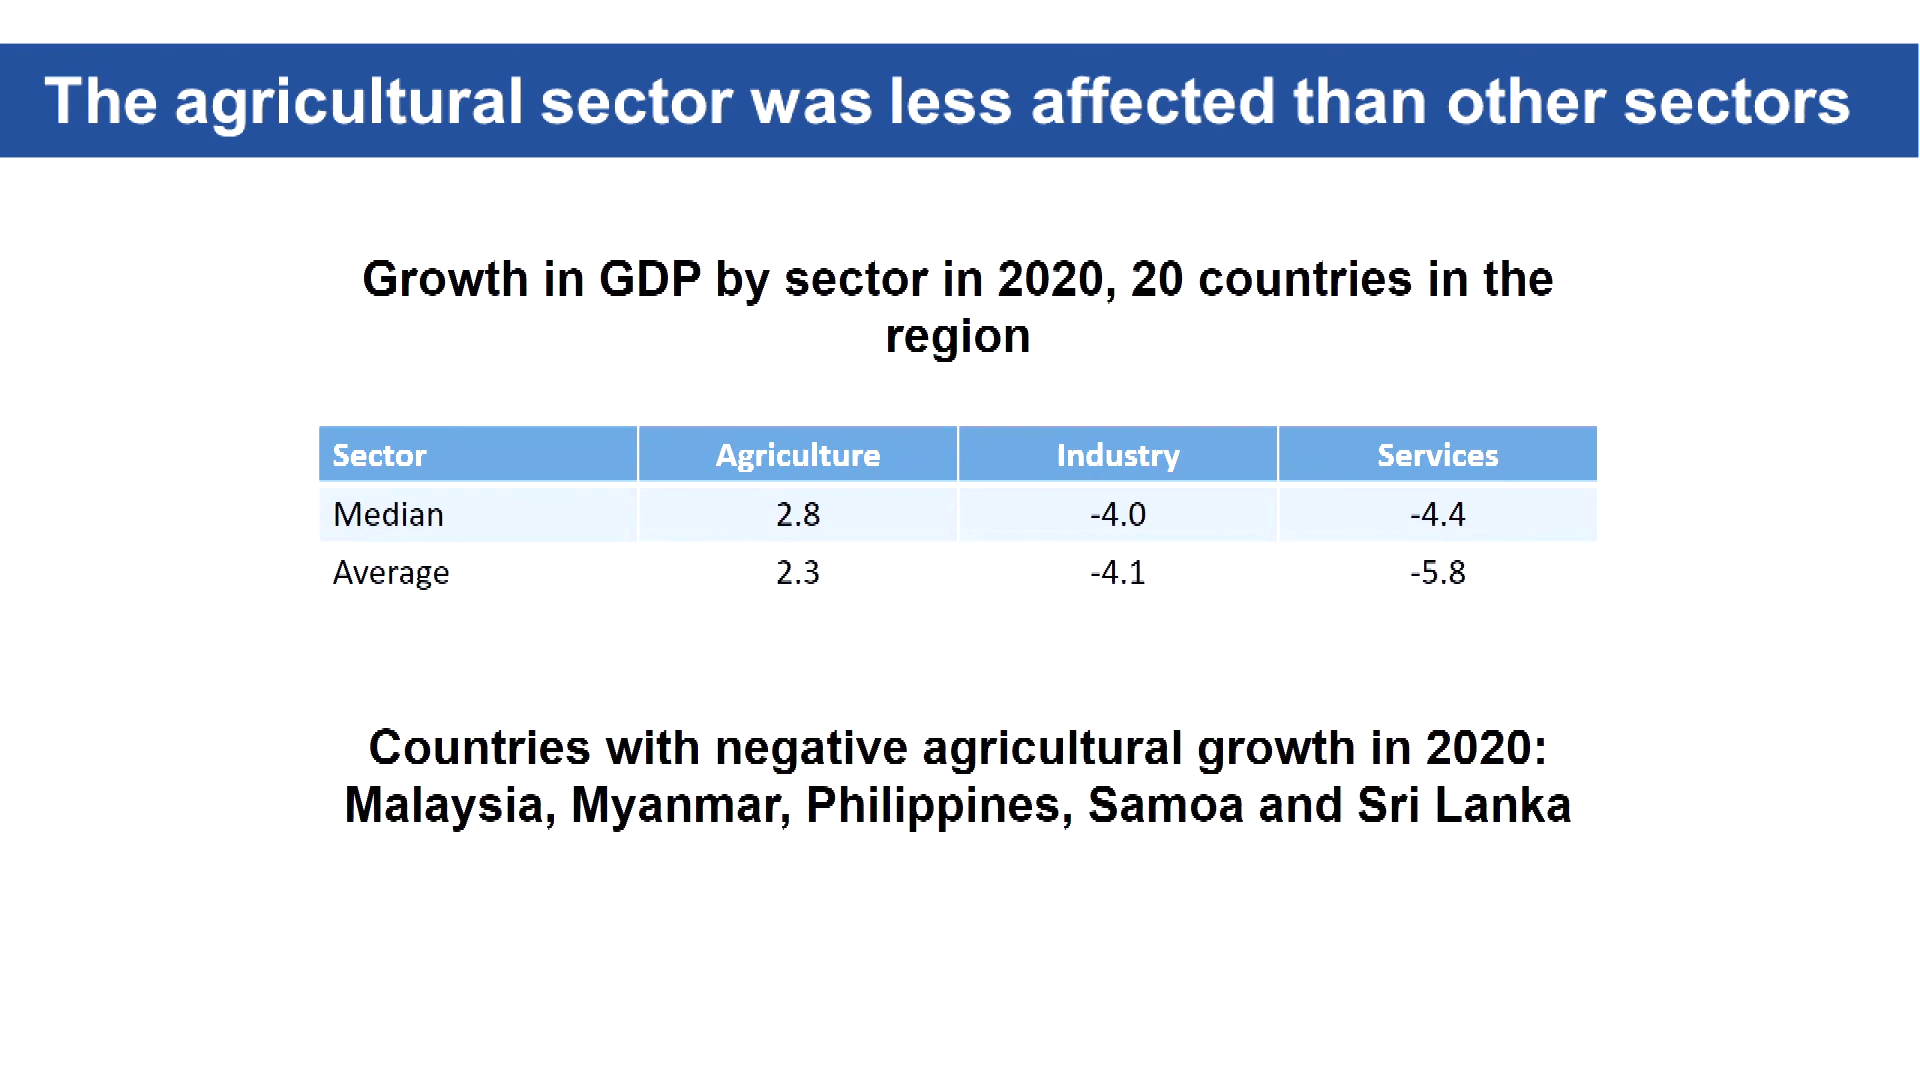 The agricultural sector was less affected than other sectors
Growth in GDP by sector in 2020, 20 countries in the
region
Sector Agriculture Industry Services
Median 2.8 -4.0 -4.4
Average 2.3 -4.1 -5.8
Countries with negative agricultural growth in 2020:
Malaysia, Myanmar, Philippines, Samoa and Sri Lanka